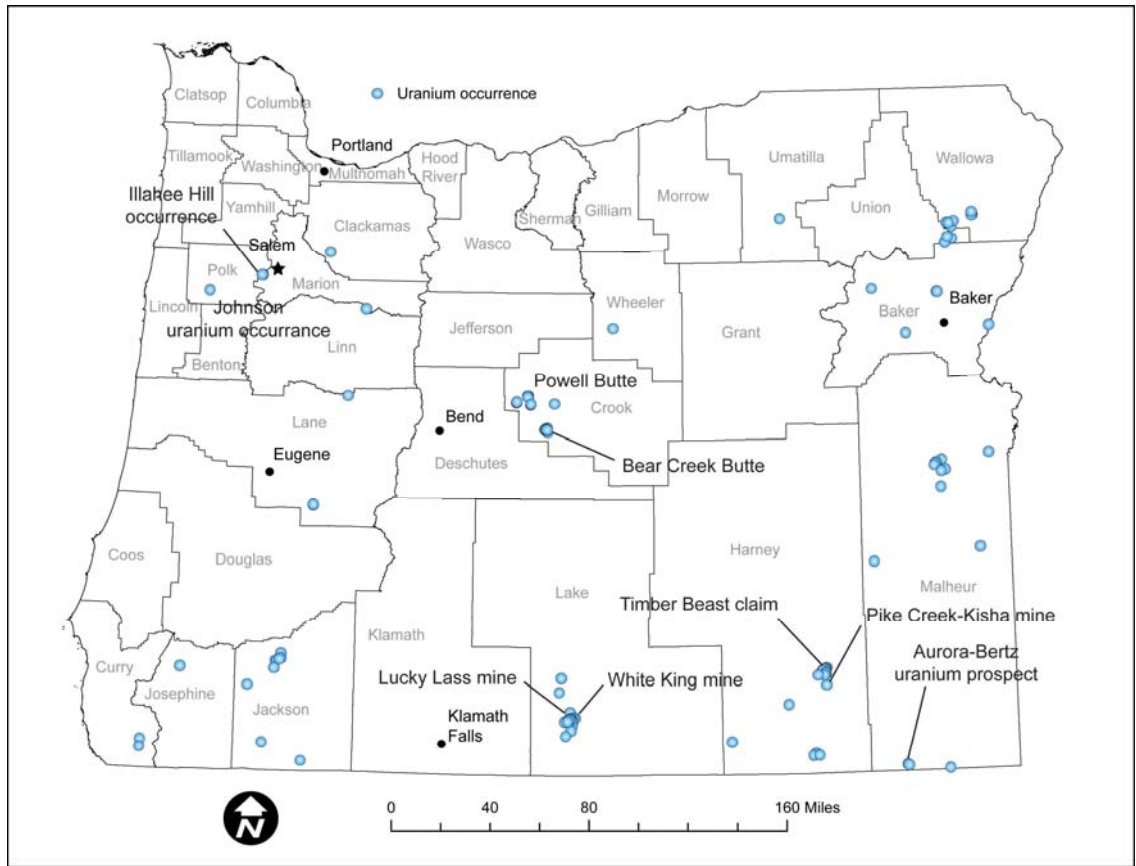 Clatsop
Columbia
Uranium occurrence
Portland
Tillamook
Washington
Multnomah
Hood
River
Umatilla
Wallowa
Illahee Hill
occurrence
Yamhill
Clackamas
Sherman
Gilliam
Morrow
Union
Wasco
Salem
Polk
Marion
Lincoln
Johnson
uranium occurrance
Jefferson
Wheeler
Grant
Baker
Baker
Linn
Benton
Powell Butte
Crook
Lane
Bend
Eugene
Deschutes
Bear Creek Butte
Coos
Douglas
Harney
Lake
Malheur
Timber Beast claim
Pike Creek-Kisha mine
Klamath
Curry
Josephine
Jackson
Lucky Lass mine
White King mine
Aurora-Bertz
uranium prospect
Klamath
Falls
N
0 40 80 160 Miles